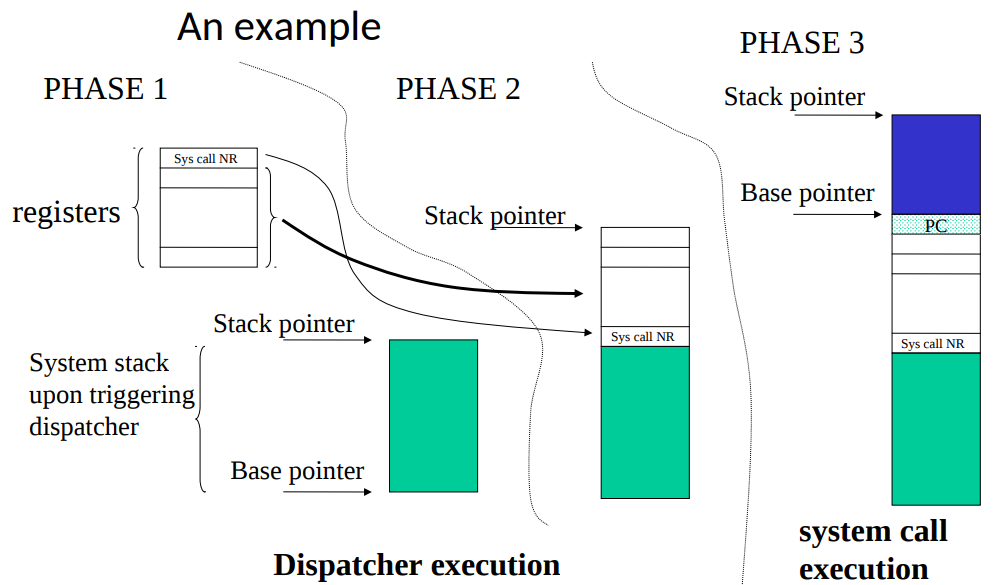 An example
PHASE 1
PHASE 2
PHASE 3
Sys call NR
registers
Stack pointer
System stack
upon triggering
dispatcher
Base pointer
Stack pointer
Sys call NR
Dispatcher execution
Stack pointer
Base pointer
PC
Sys call NR
system call
execution